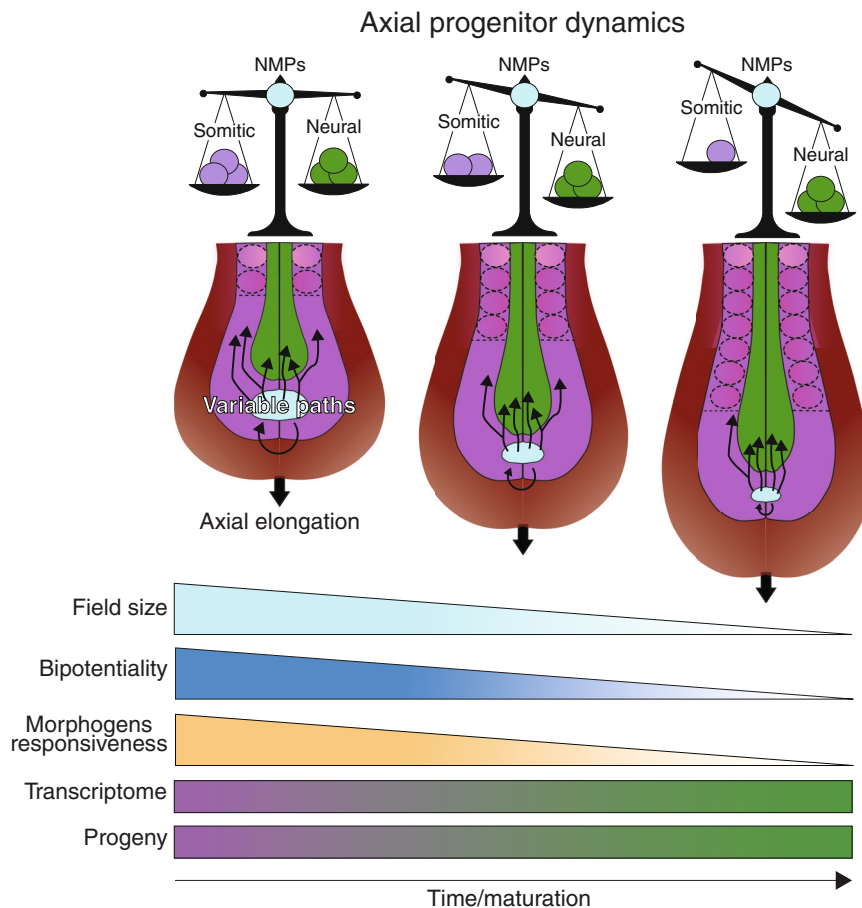 Axial progenitor dynamics
NMPs
NMPs
NMPs
Somitic
Neural
Somitic
Neural
Somitic
Neural
Variable paths
Axial elongation
Field size
Bipotentiality
Morphogens
responsiveness
Transcriptome
Progeny
Time/maturation